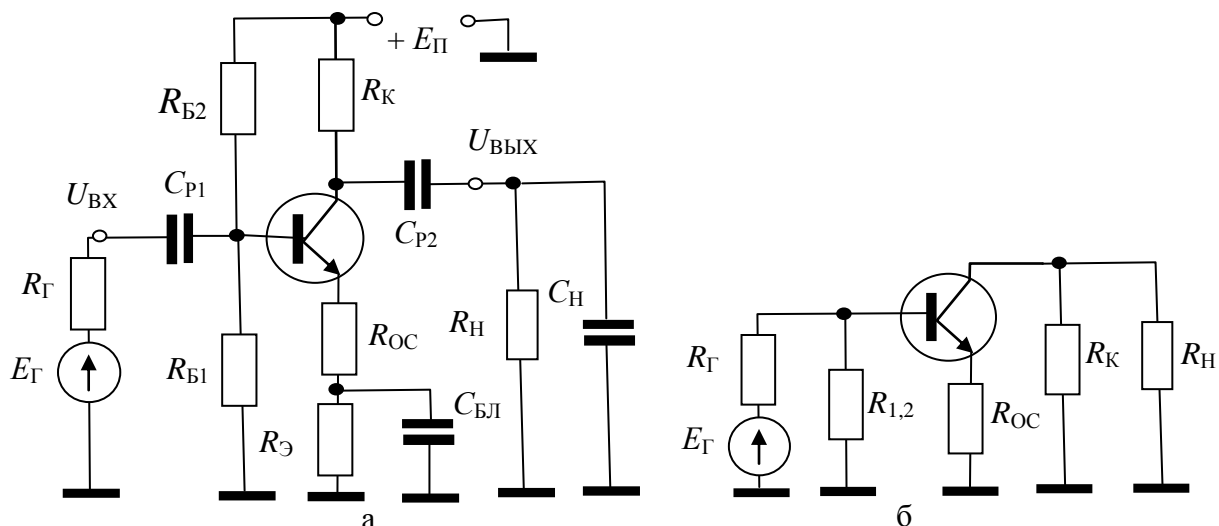 + EП
RБ2
RК
UВЫХ
CР1
UВХ
CР2
RГ
CН
RОС
RН
EГ
RБ1
CБЛ
RЭ
а
RГ
R1,2
RОС
RК
RН
EГ
б